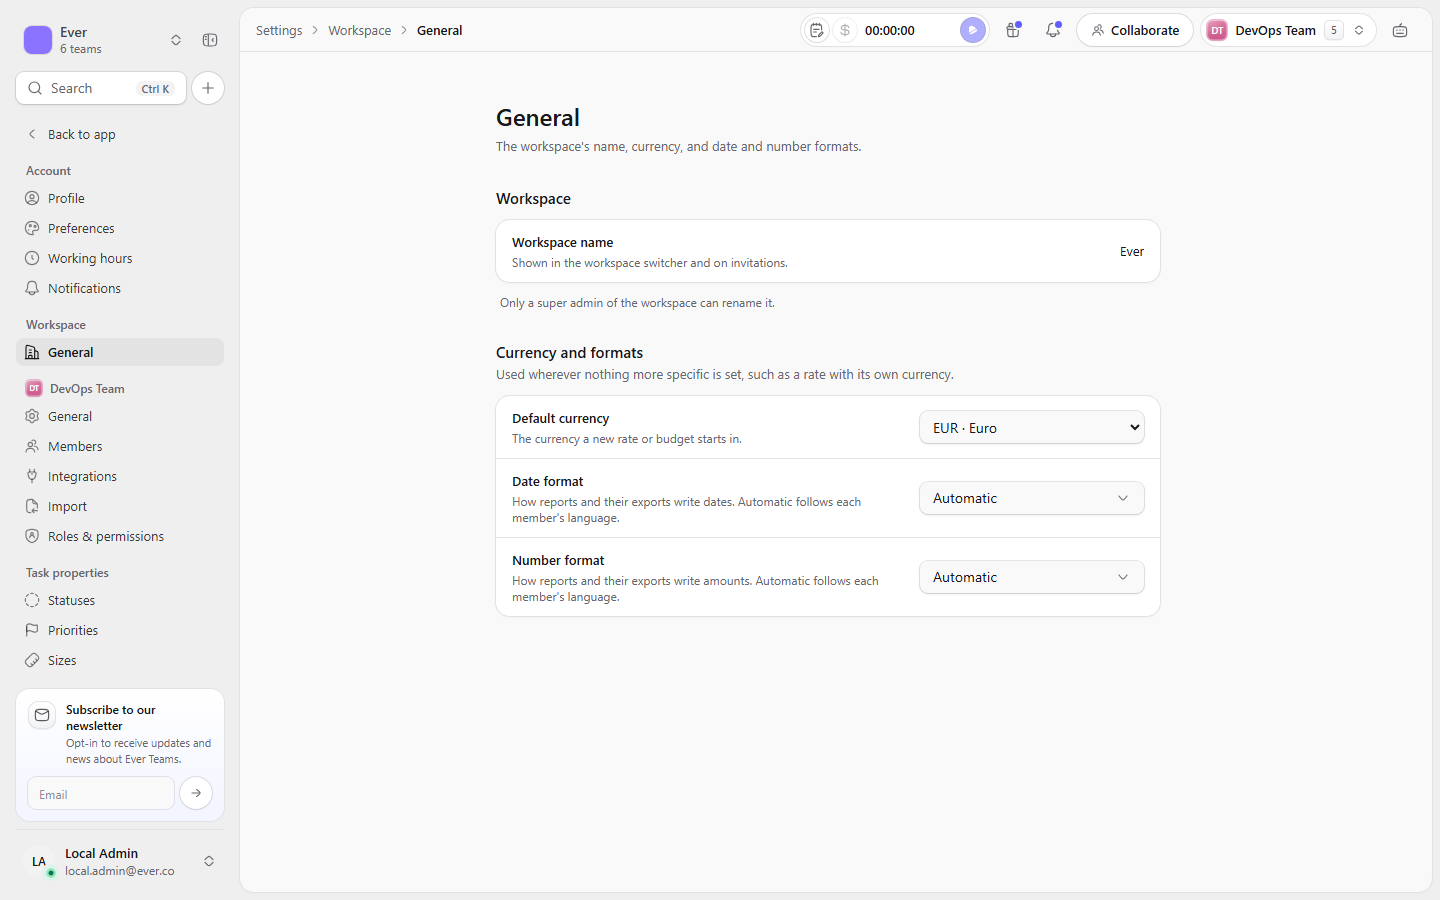 Ever
6 teams
Search
Ctrl K
Back to app
Account
Profile
Preferences
Working hours
Notifications
Workspace
General
DT DevOps Team
General
Members
Integrations
Import
Roles & permissions
Task properties
Statuses
Priorities
Sizes
Subscribe to our
newsletter
Opt-in to receive updates and
news about Ever Teams.
Email
LA
Local Admin
local.admin@ever.co
Settings > Workspace > General
$ 00:00:00
Collaborate
DT DevOps Team 5
General
The workspace's name, currency, and date and number formats.
Workspace
Workspace name
Shown in the workspace switcher and on invitations.
Ever
Only a super admin of the workspace can rename it.
Currency and formats
Used wherever nothing more specific is set, such as a rate with its own currency.
Default currency
The currency a new rate or budget starts in.
EUR · Euro
Date format
How reports and their exports write dates. Automatic follows each
member's language.
Automatic
Number format
How reports and their exports write amounts. Automatic follows each
member's language.
Automatic